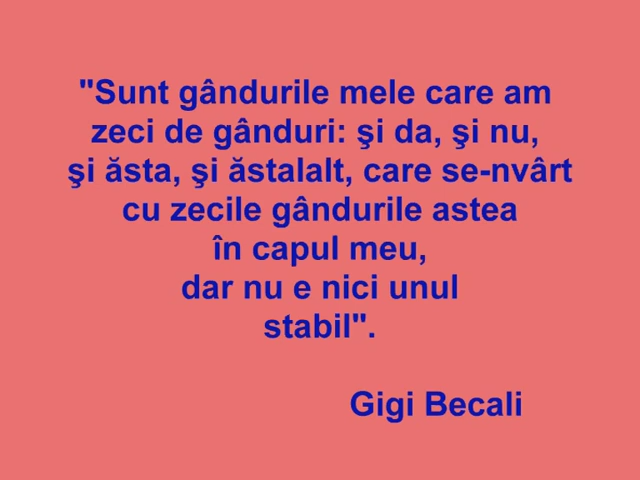 "Sunt gândurile mele care am
zeci de gânduri: şi da, şi nu,
şi ăsta, şi ăstalalt, care se-nvârt
cu zecile gândurile astea
în capul meu,
dar nu e nici unul
stabil".
Gigi Becali